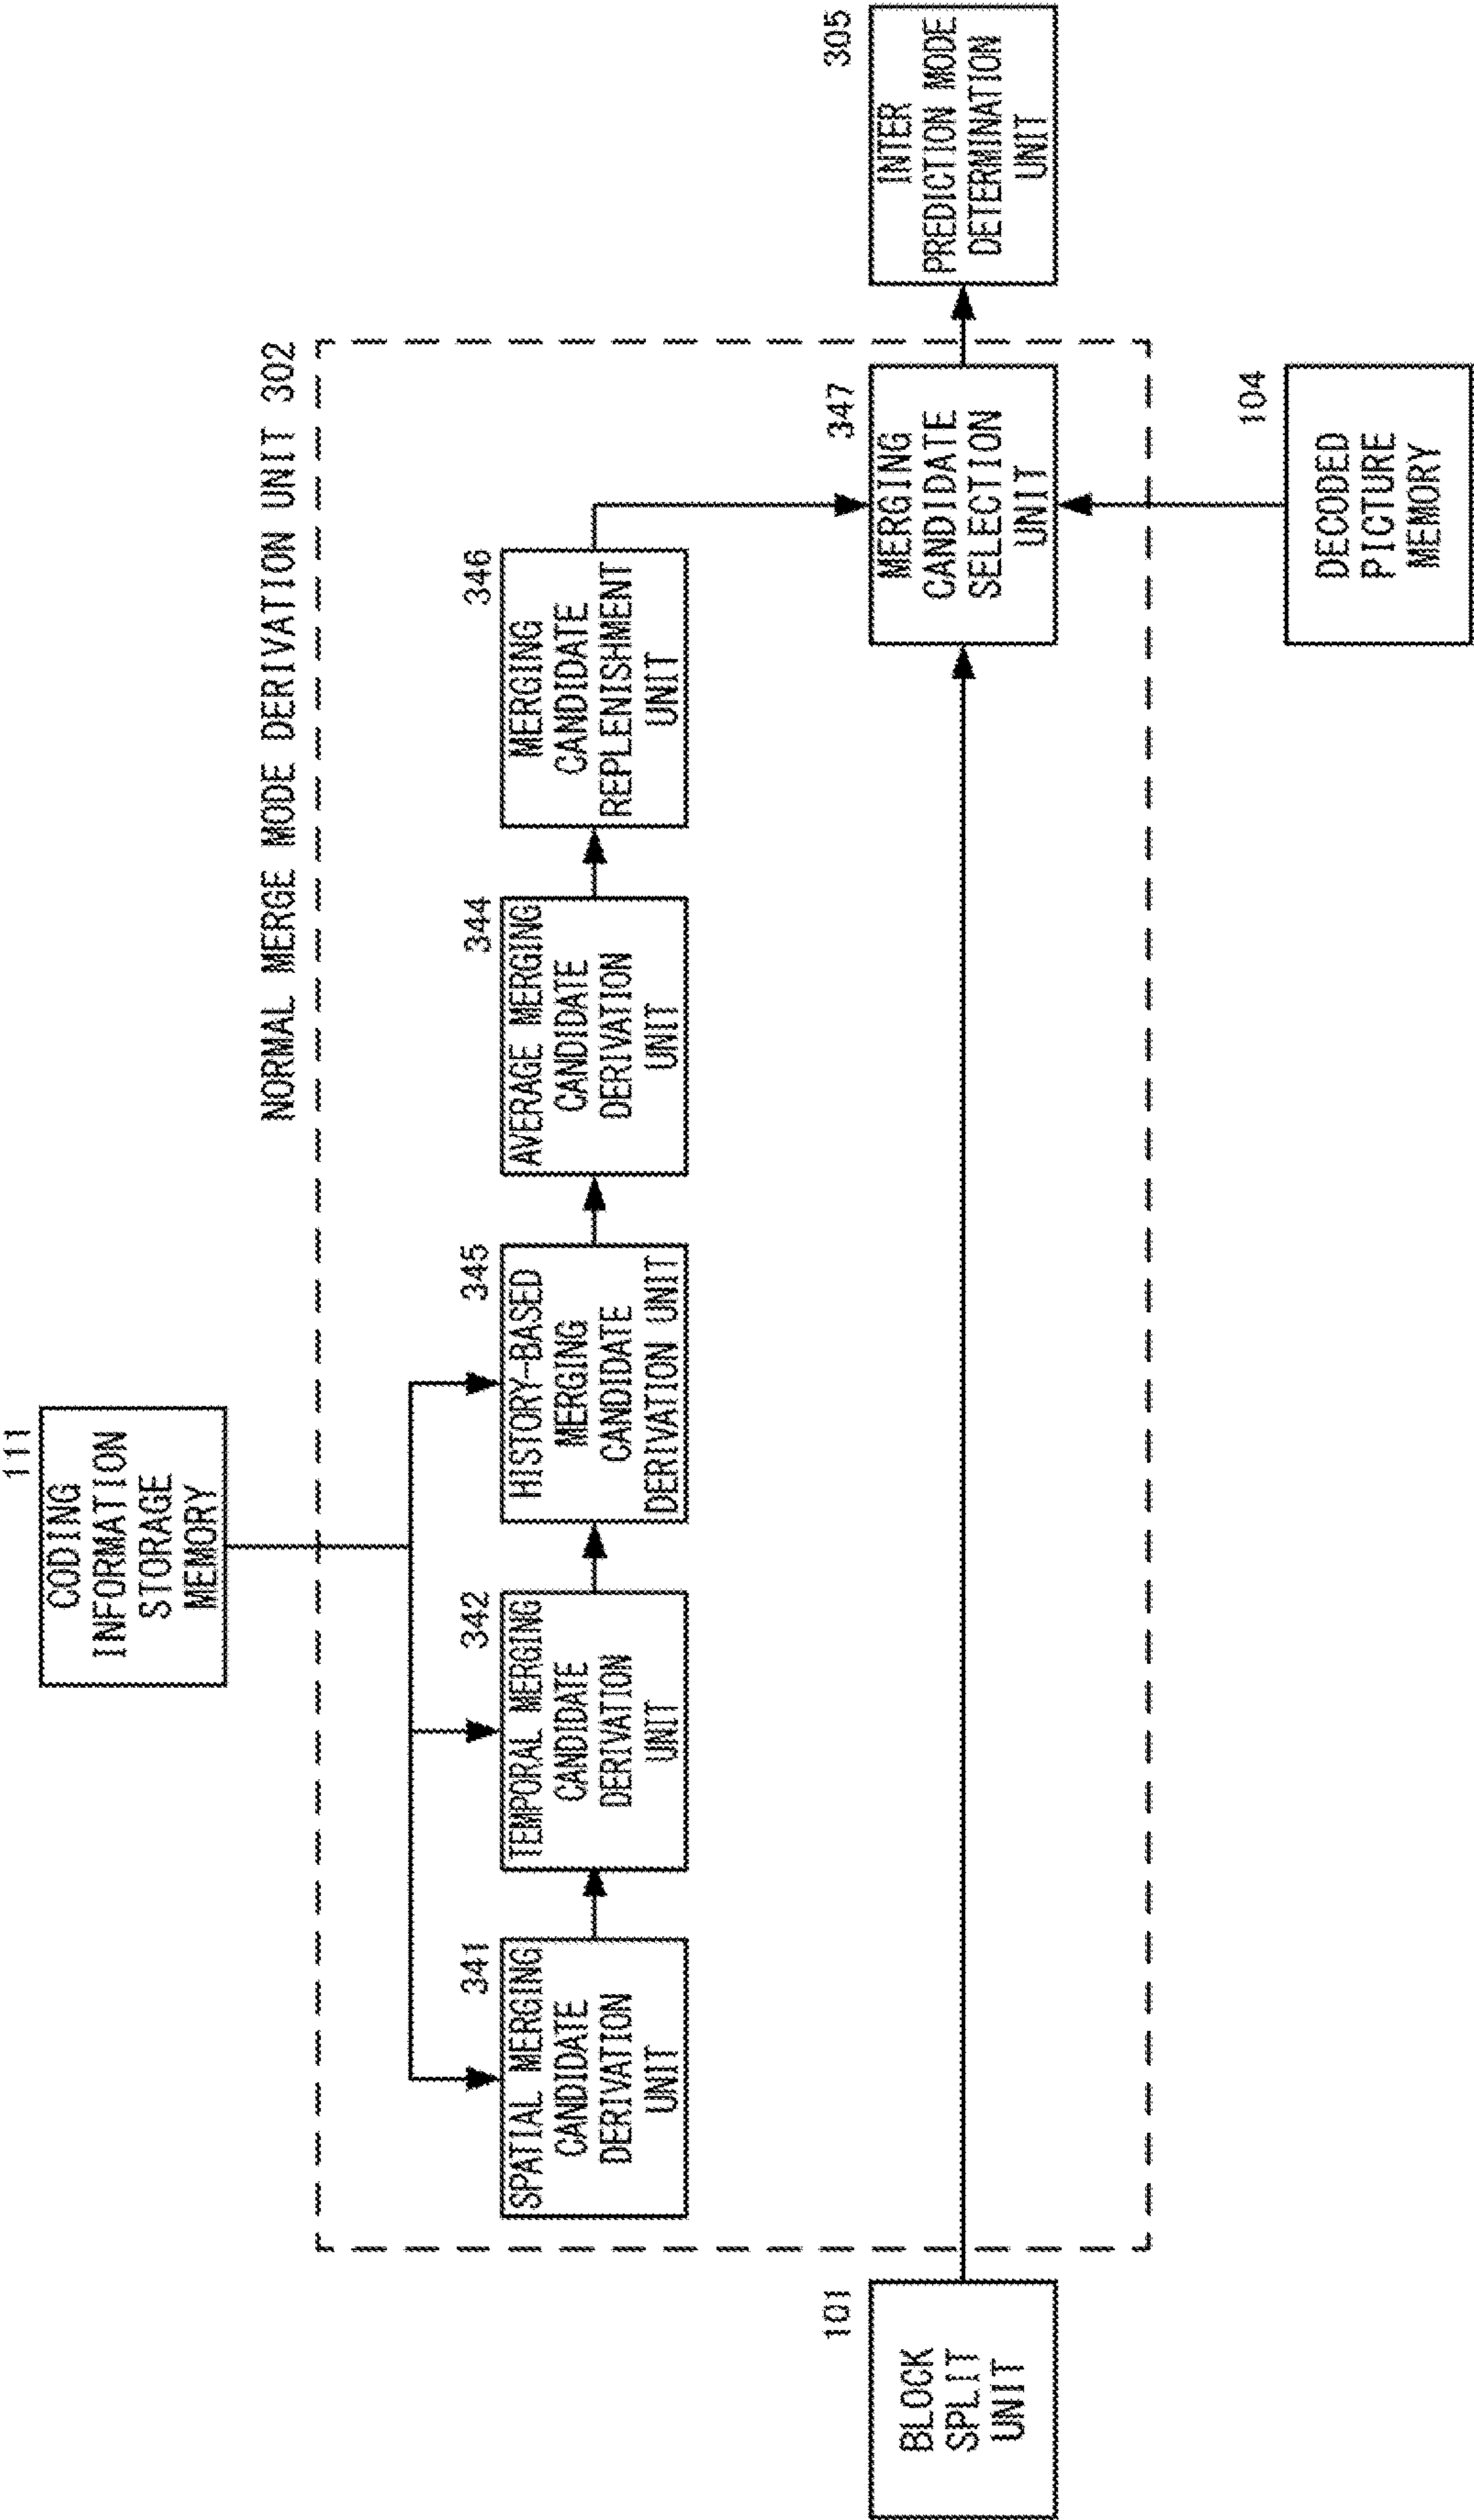 111
CODING
INFORMATION
STORAGE
MEMORY
NORMAL MERGE MODE DERIVATION UNIT 302
341
SPATIAL MERGING
CANDIDATE
DERIVATION
UNIT
342
TEMPORAL MERGING
CANDIDATE
DERIVATION
UNIT
345
HISTORY-BASED
MERGING
CANDIDATE
DERIVATION UNIT
344
AVERAGE MERGING
CANDIDATE
DERIVATION
UNIT
346
MERGING
CANDIDATE
REPLENISHMENT
UNIT
101
BLOCK
SPLIT
UNIT
347
MERGING
CANDIDATE
SELECTION
UNIT
305
INTER
PREDICTION MODE
DETERMINATION
UNIT
104
DECODED
PICTURE
MEMORY